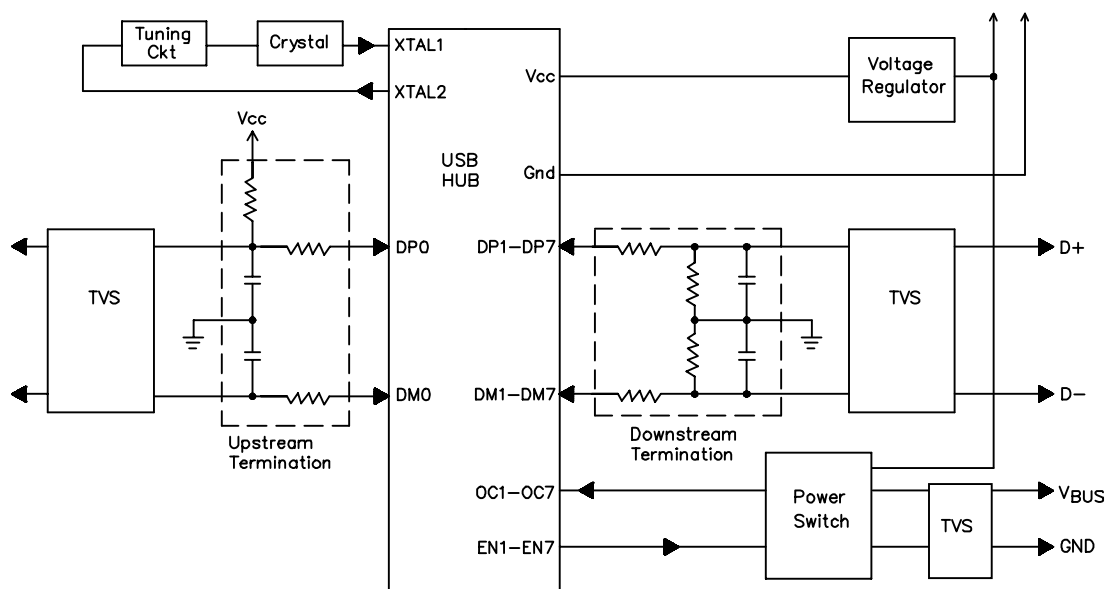 Tuning
Ckt
Crystal
XTAL1
XTAL2
Vcc
Voltage
Regulator
Vcc
USB
HUB
Gnd
TVS
DP0
DP1-DP7
TVS
D+
DM0
DM1-DM7
D-
Upstream
Termination
Downstream
Termination
OC1-OC7
Power
Switch
VBUS
TVS
EN1-EN7
GND